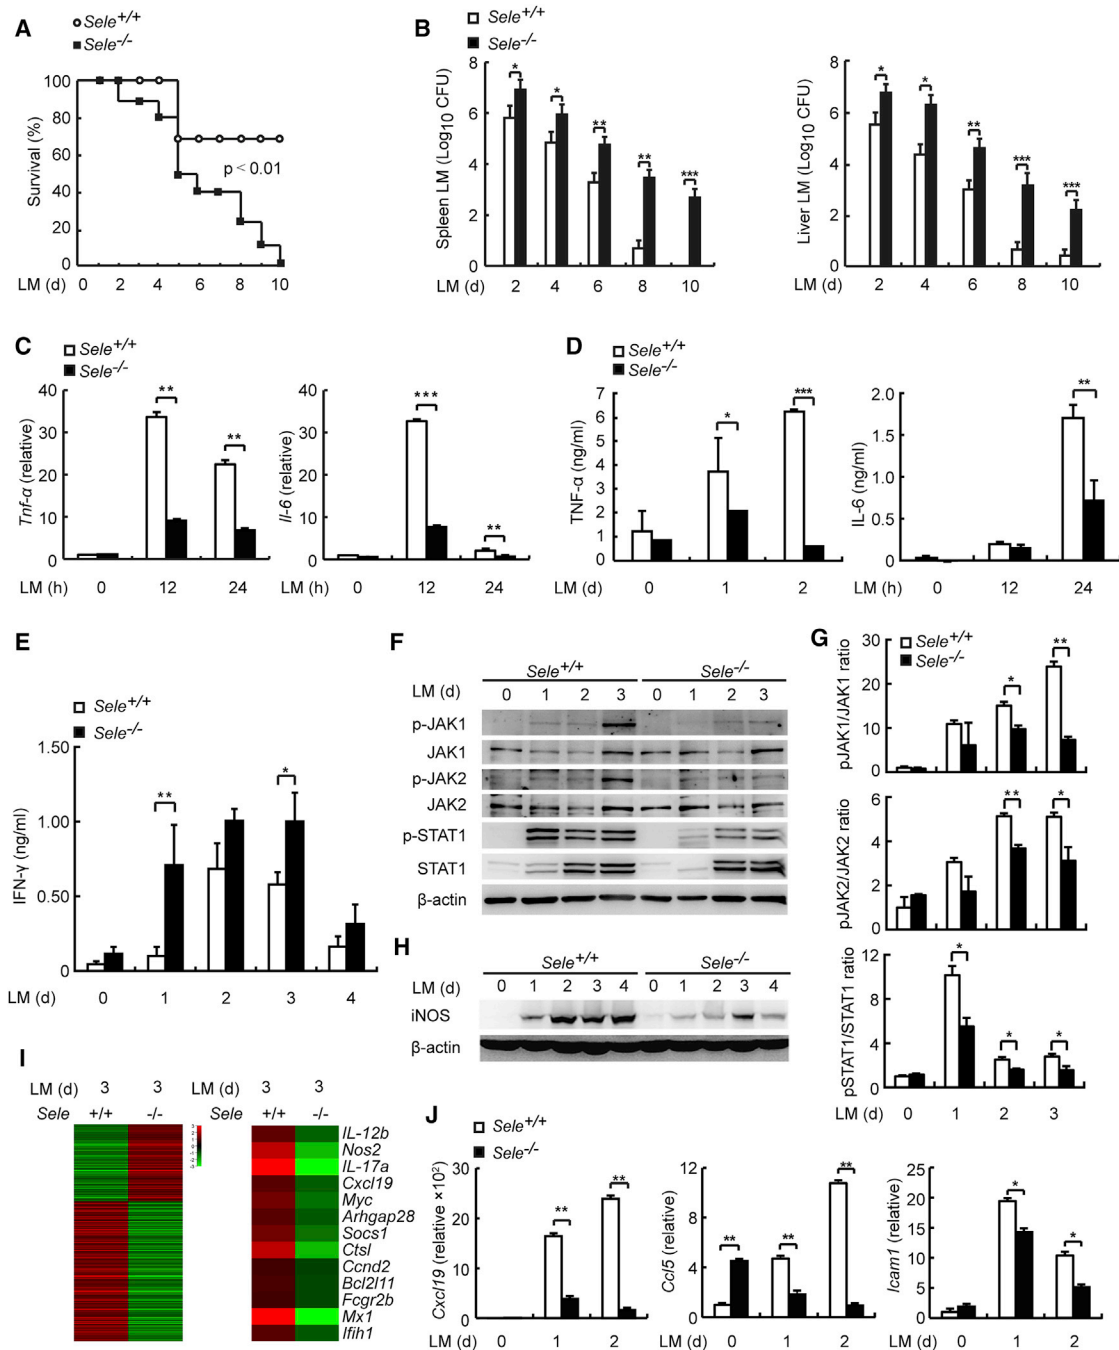 A
Sele+/+
Sele-/-
Survival (%)
100
80
60
40
20
0
p < 0.01
LM (d) 0 2 4 6 8 10
B
Sele+/+
Sele-/-
Spleen LM (Log10 CFU)
8
6
4
2
0
* * ** ** ***
LM (d) 2 4 6 8 10
Liver LM (Log10 CFU)
8
6
4
2
0
* * ** *** ***
LM (d) 2 4 6 8 10
C
Sele+/+
Sele-/-
Tnf-α (relative)
40
30
20
10
0
** **
LM (h) 0 12 24
Il-6 (relative)
40
30
20
10
0
*** **
LM (h) 0 12 24
D
Sele+/+
Sele-/-
TNF-α (ng/ml)
7
6
5
4
3
2
1
0
* ***
LM (d) 0 1 2
IL-6 (ng/ml)
2.0
1.5
1.0
0.5
0
**
LM (h) 0 12 24
E
Sele+/+
Sele-/-
IFN-γ (ng/ml)
1.50
1.00
0.50
0
** *
LM (d) 0 1 2 3 4
F
Sele+/+ Sele-/-
LM (d) 0 1 2 3 0 1 2 3
p-JAK1
JAK1
p-JAK2
JAK2
p-STAT1
STAT1
β-actin
G
Sele+/+
Sele-/-
pJAK1/JAK1 ratio
30
20
10
0
* **
pJAK2/JAK2 ratio
6
4
2
0
** *
pSTAT1/STAT1 ratio
12
8
4
0
* * *
LM (d) 0 1 2 3
H
Sele+/+ Sele-/-
LM (d) 0 1 2 3 4 0 1 2 3 4
iNOS
β-actin
I
LM (d) 3 3
Sele +/+ -/-
LM (d) 3 3
Sele +/+ -/-
IL-12b
Nos2
IL-17a
Cxcl19
Myc
Arhgap28
Socs1
Ctsl
Ccnd2
Bcl2l11
Fcgr2b
Mx1
Ifih1
J
Sele+/+
Sele-/-
Cxcl19 (relative ×10²)
30
20
10
0
** **
LM (d) 0 1 2
Ccl5 (relative)
12
8
4
0
** ** **
LM (d) 0 1 2
Icam1 (relative)
25
20
15
10
5
0
* *
LM (d) 0 1 2